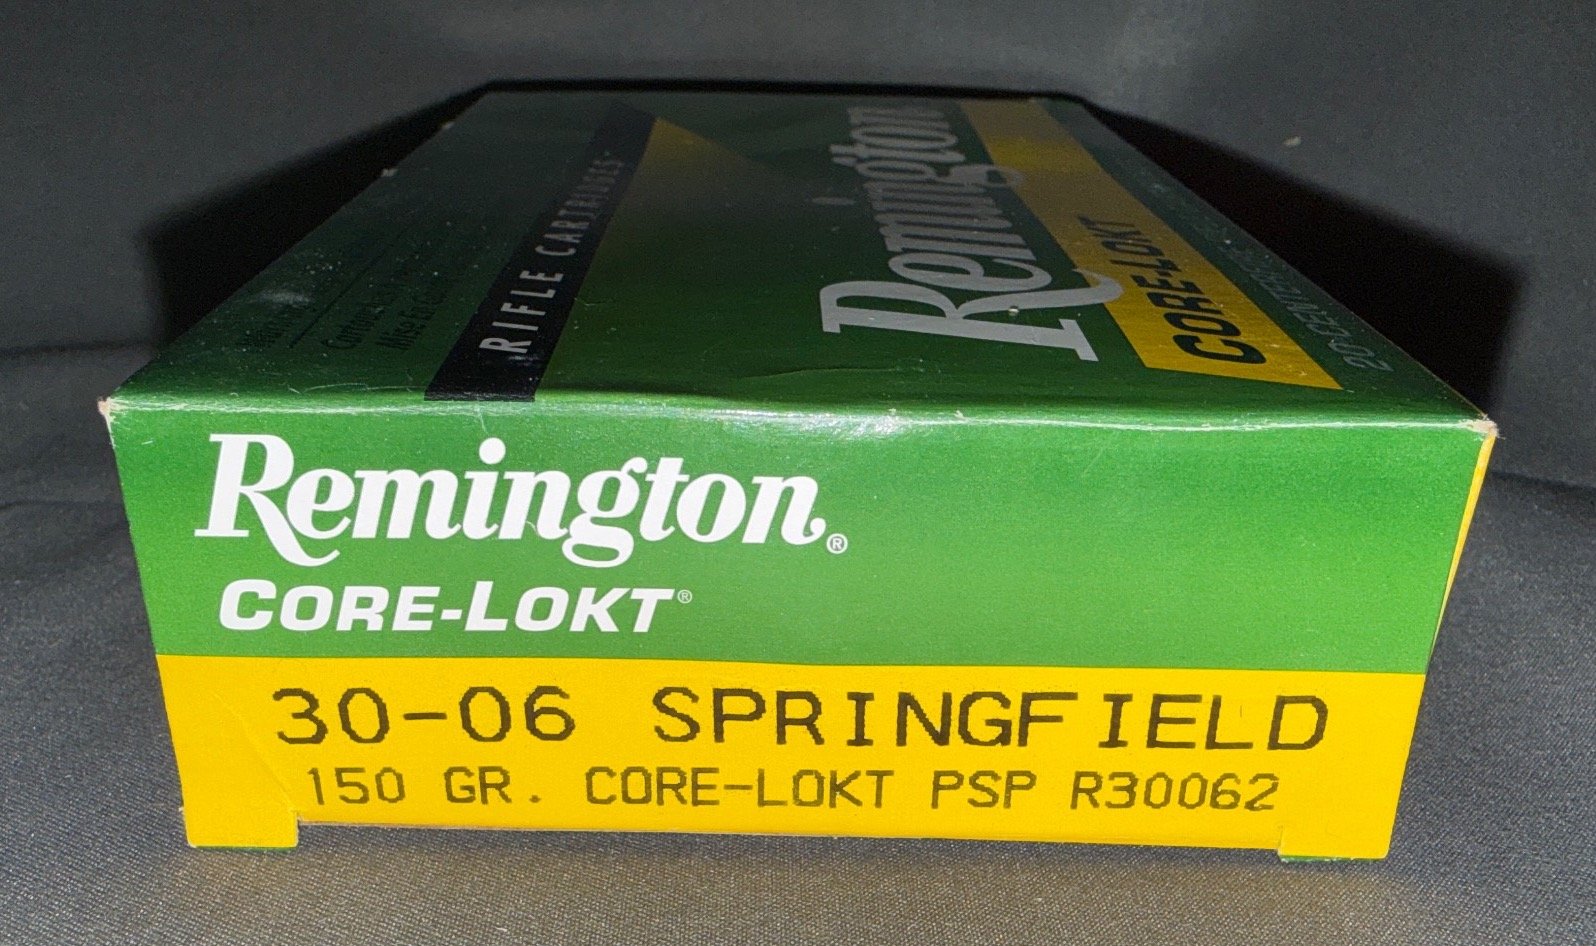 RIFLE CARTRIDGES
Remington
CORE-LOKT
Remington®
CORE-LOKT®
30-06 SPRINGFIELD
150 GR. CORE-LOKT PSP R30062